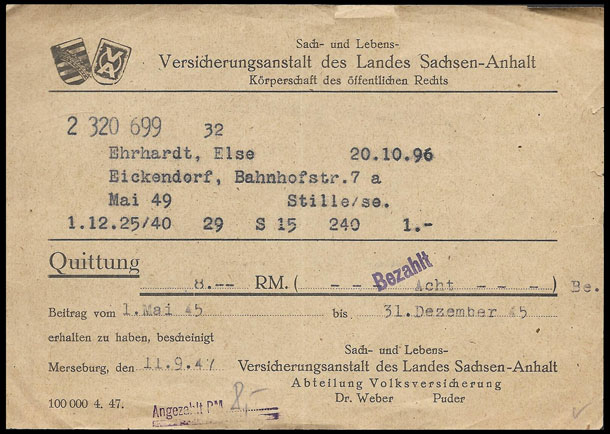 Sach- und Lebens-
Versicherungsanstalt des Landes Sachsen-Anhalt
Körperschaft des öffentlichen Rechts
VA
2 320 699 32
Ehrhardt, Else 20.10.96
Eickendorf, Bahnhofstr.7 a
Mai 49 Stille/se.
1.12.25/40 29 S 15 240 1.-
Quittung
Bezahlt
8.-- RM. ( - - Acht - - - ) Be.
Beitrag vom 1.Mai 45 bis 31.Dezember 45
erhalten zu haben, bescheinigt
Merseburg, den 11.9.47
Sach- und Lebens-
Versicherungsanstalt des Landes Sachsen-Anhalt
Abteilung Volksversicherung
Dr. Weber Puder
100 000 4. 47.
Angezahlt RM 8,-